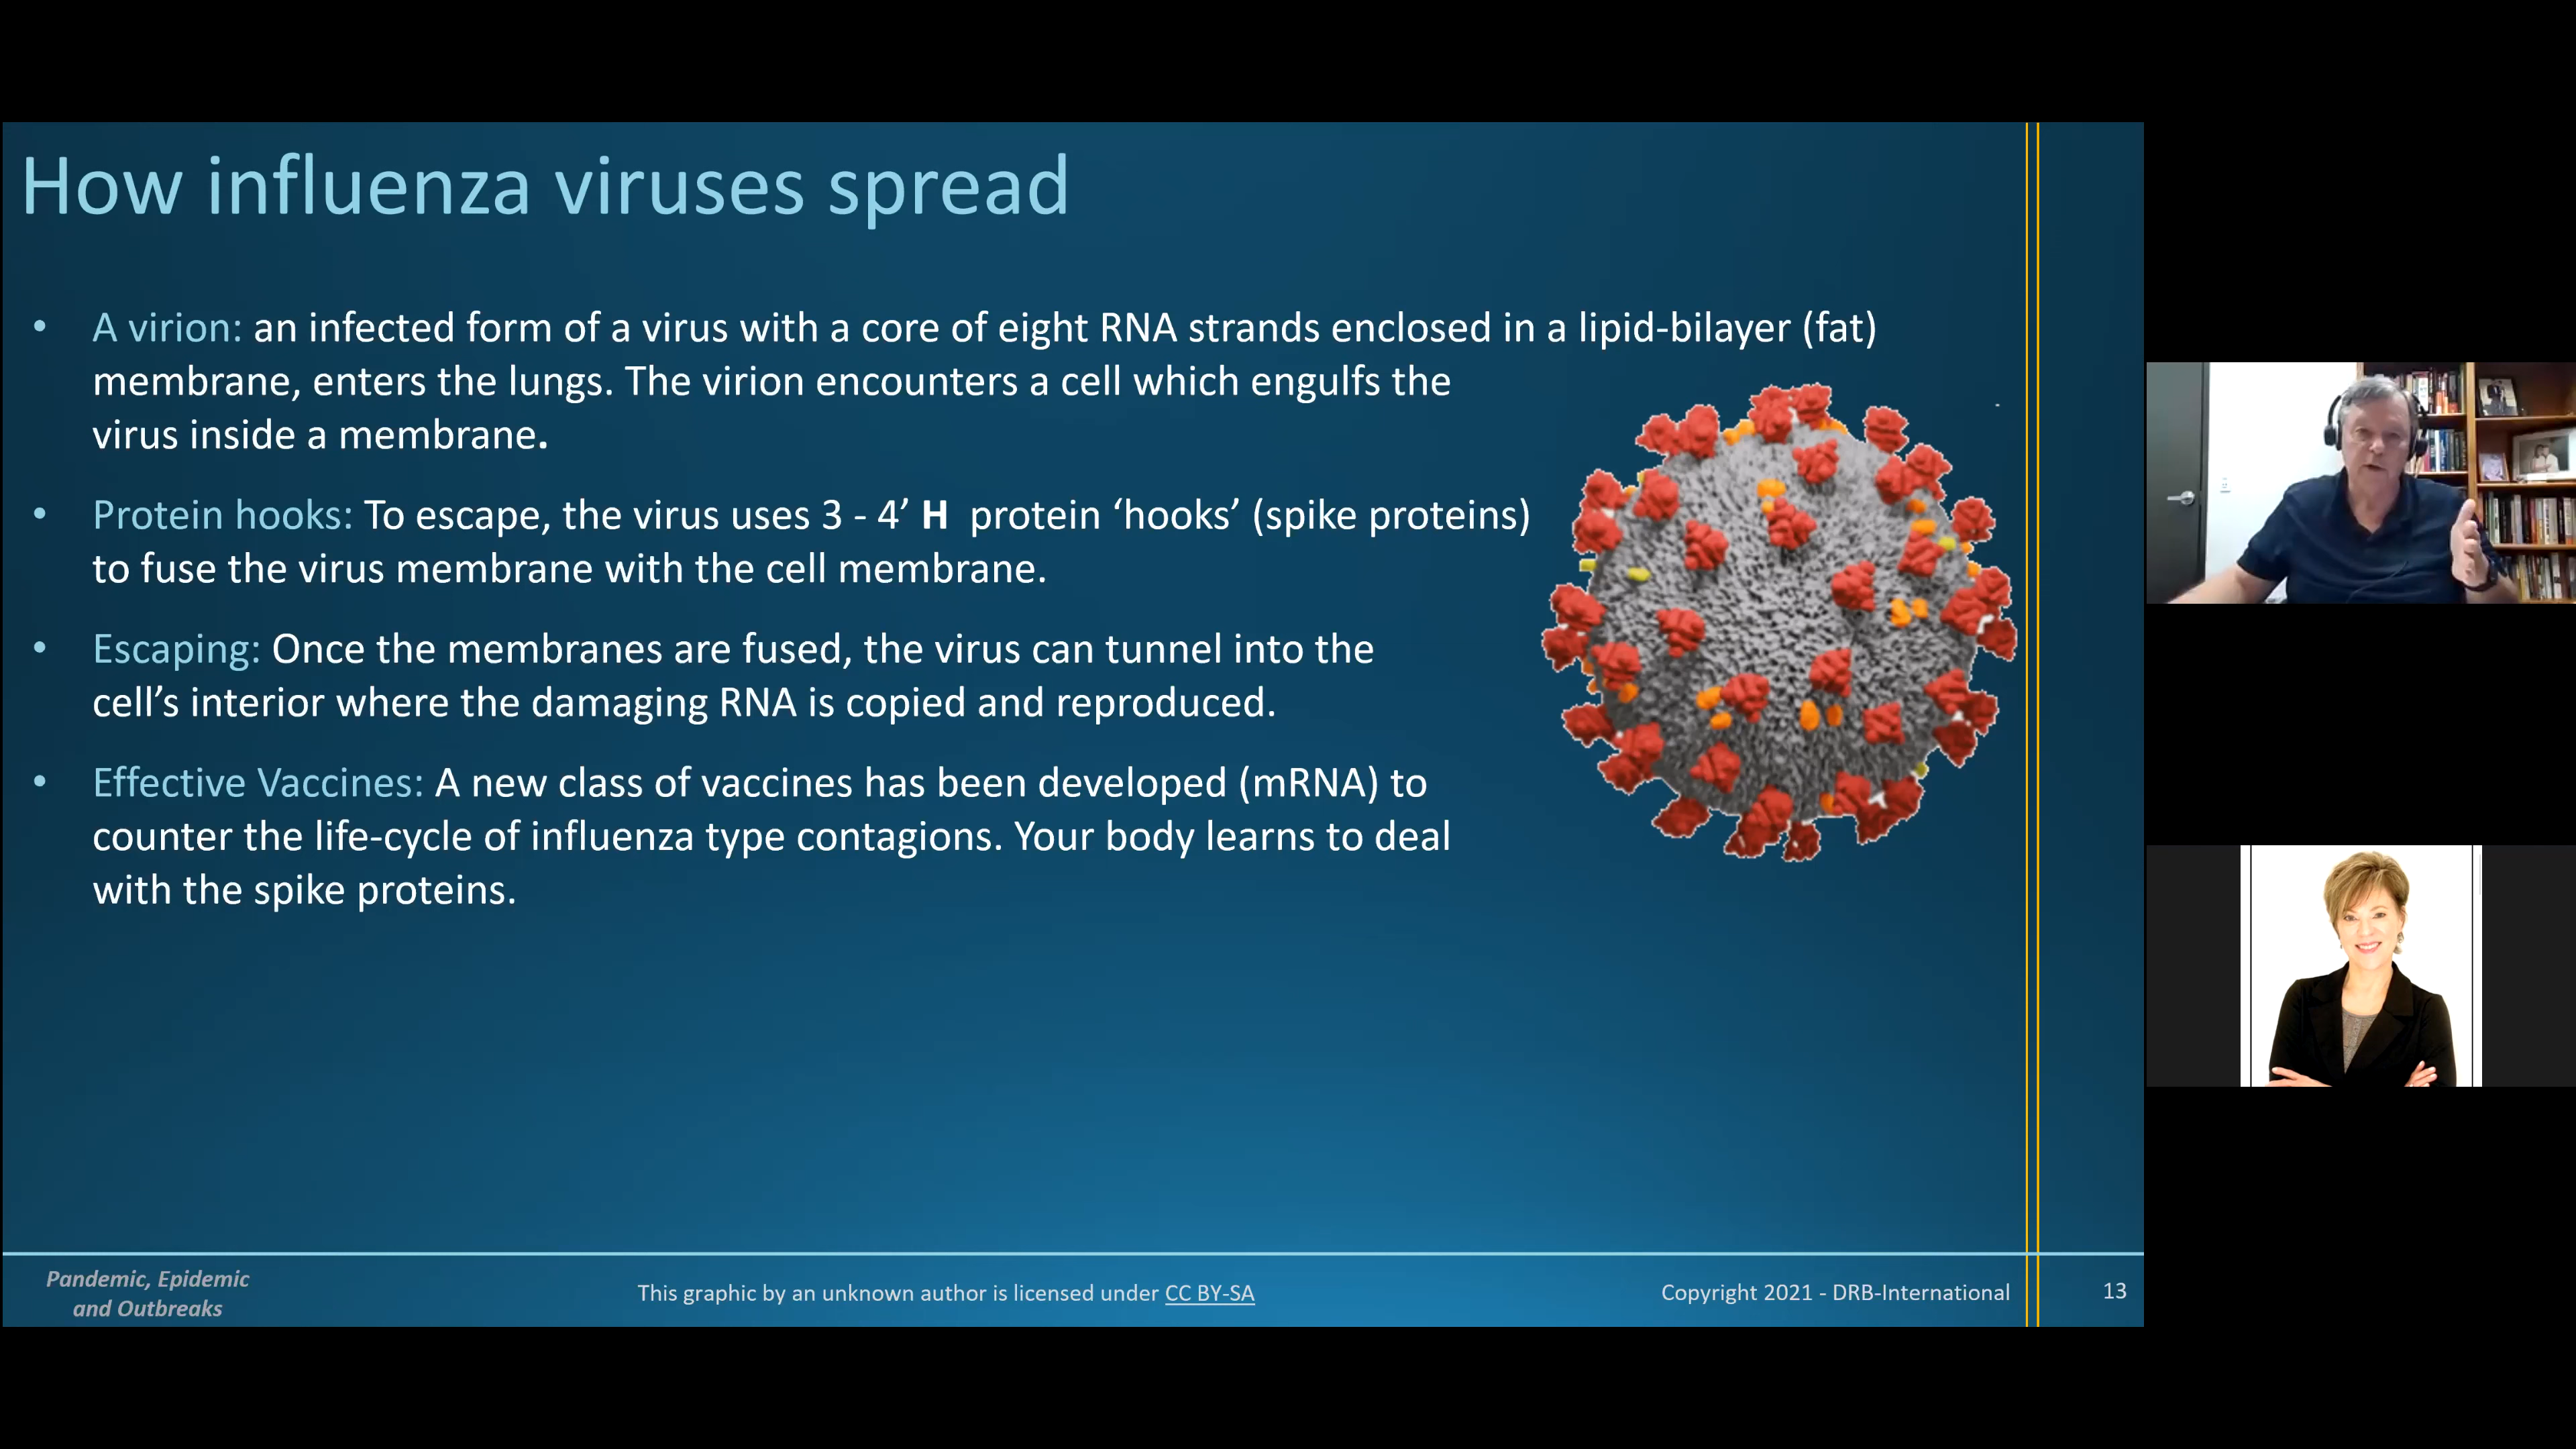 How influenza viruses spread
• A virion: an infected form of a virus with a core of eight RNA strands enclosed in a lipid-bilayer (fat)
membrane, enters the lungs. The virion encounters a cell which engulfs the
virus inside a membrane.
• Protein hooks: To escape, the virus uses 3 - 4’ H protein ‘hooks’ (spike proteins)
to fuse the virus membrane with the cell membrane.
• Escaping: Once the membranes are fused, the virus can tunnel into the
cell’s interior where the damaging RNA is copied and reproduced.
• Effective Vaccines: A new class of vaccines has been developed (mRNA) to
counter the life-cycle of influenza type contagions. Your body learns to deal
with the spike proteins.
Pandemic, Epidemic
and Outbreaks
This graphic by an unknown author is licensed under CC BY-SA
Copyright 2021 - DRB-International
13